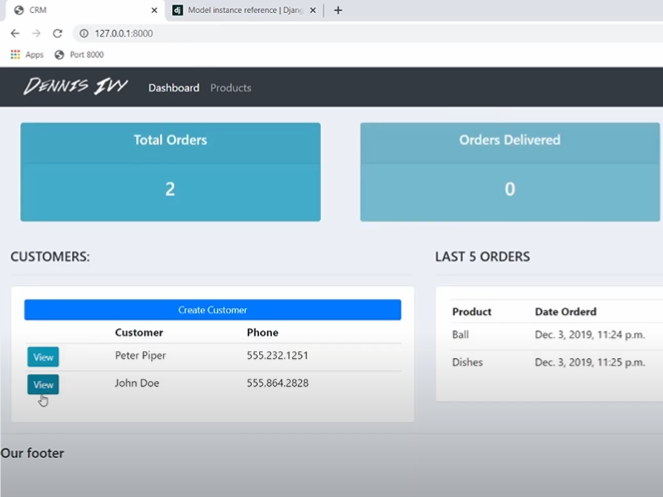 CRM
Model instance reference | Djang
127.0.0.1:8000
Apps Port 8000
DENNIS IVY Dashboard Products
Total Orders
2
Orders Delivered
0
CUSTOMERS:
Create Customer
Customer Phone
View Peter Piper 555.232.1251
View John Doe 555.864.2828
LAST 5 ORDERS
Product Date Orderd
Ball Dec. 3, 2019, 11:24 p.m.
Dishes Dec. 3, 2019, 11:25 p.m.
Our footer